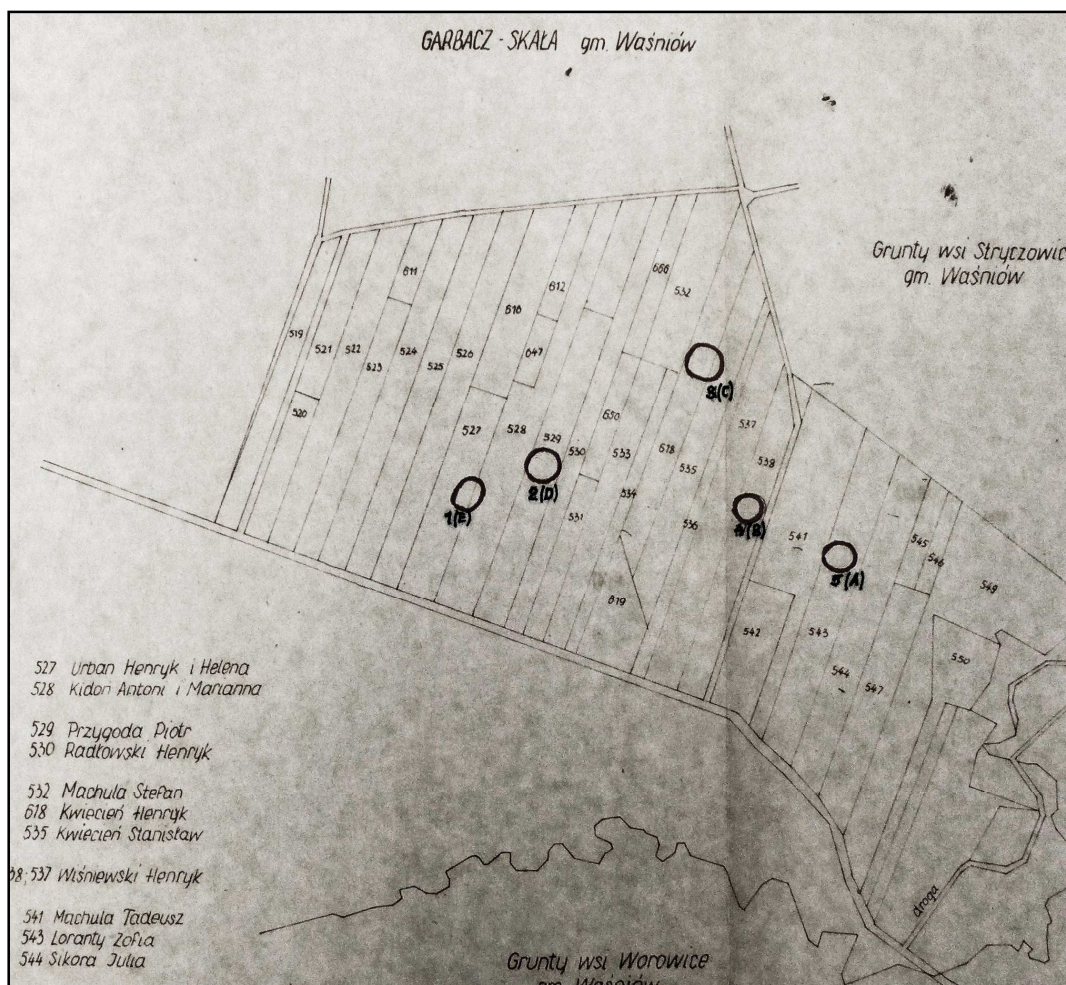 GARBACZ - SKAŁA gm. Waśniów
Grunty wsi Stryczowic
gm. Waśniów
611
612
666
532
519
521
522
523
524
525
526
616
647
520
527
528
529
530
650
533
618
535
537
538
531
534
536
541
545
546
549
542
543
544
547
550
619
1(E)
2(D)
3(C)
4(B)
5(A)
527 Urban Henryk i Helena
528 Kidoń Antoni i Marianna
529 Przygoda Piotr
530 Radłowski Henryk
532 Machula Stefan
618 Kwiecień Henryk
535 Kwiecień Stanisław
38; 537 Wiśniewski Henryk
541 Machula Tadeusz
543 Loranty Zofia
544 Sikora Julia
droga
Grunty wsi Worowice
gm. Waśniów